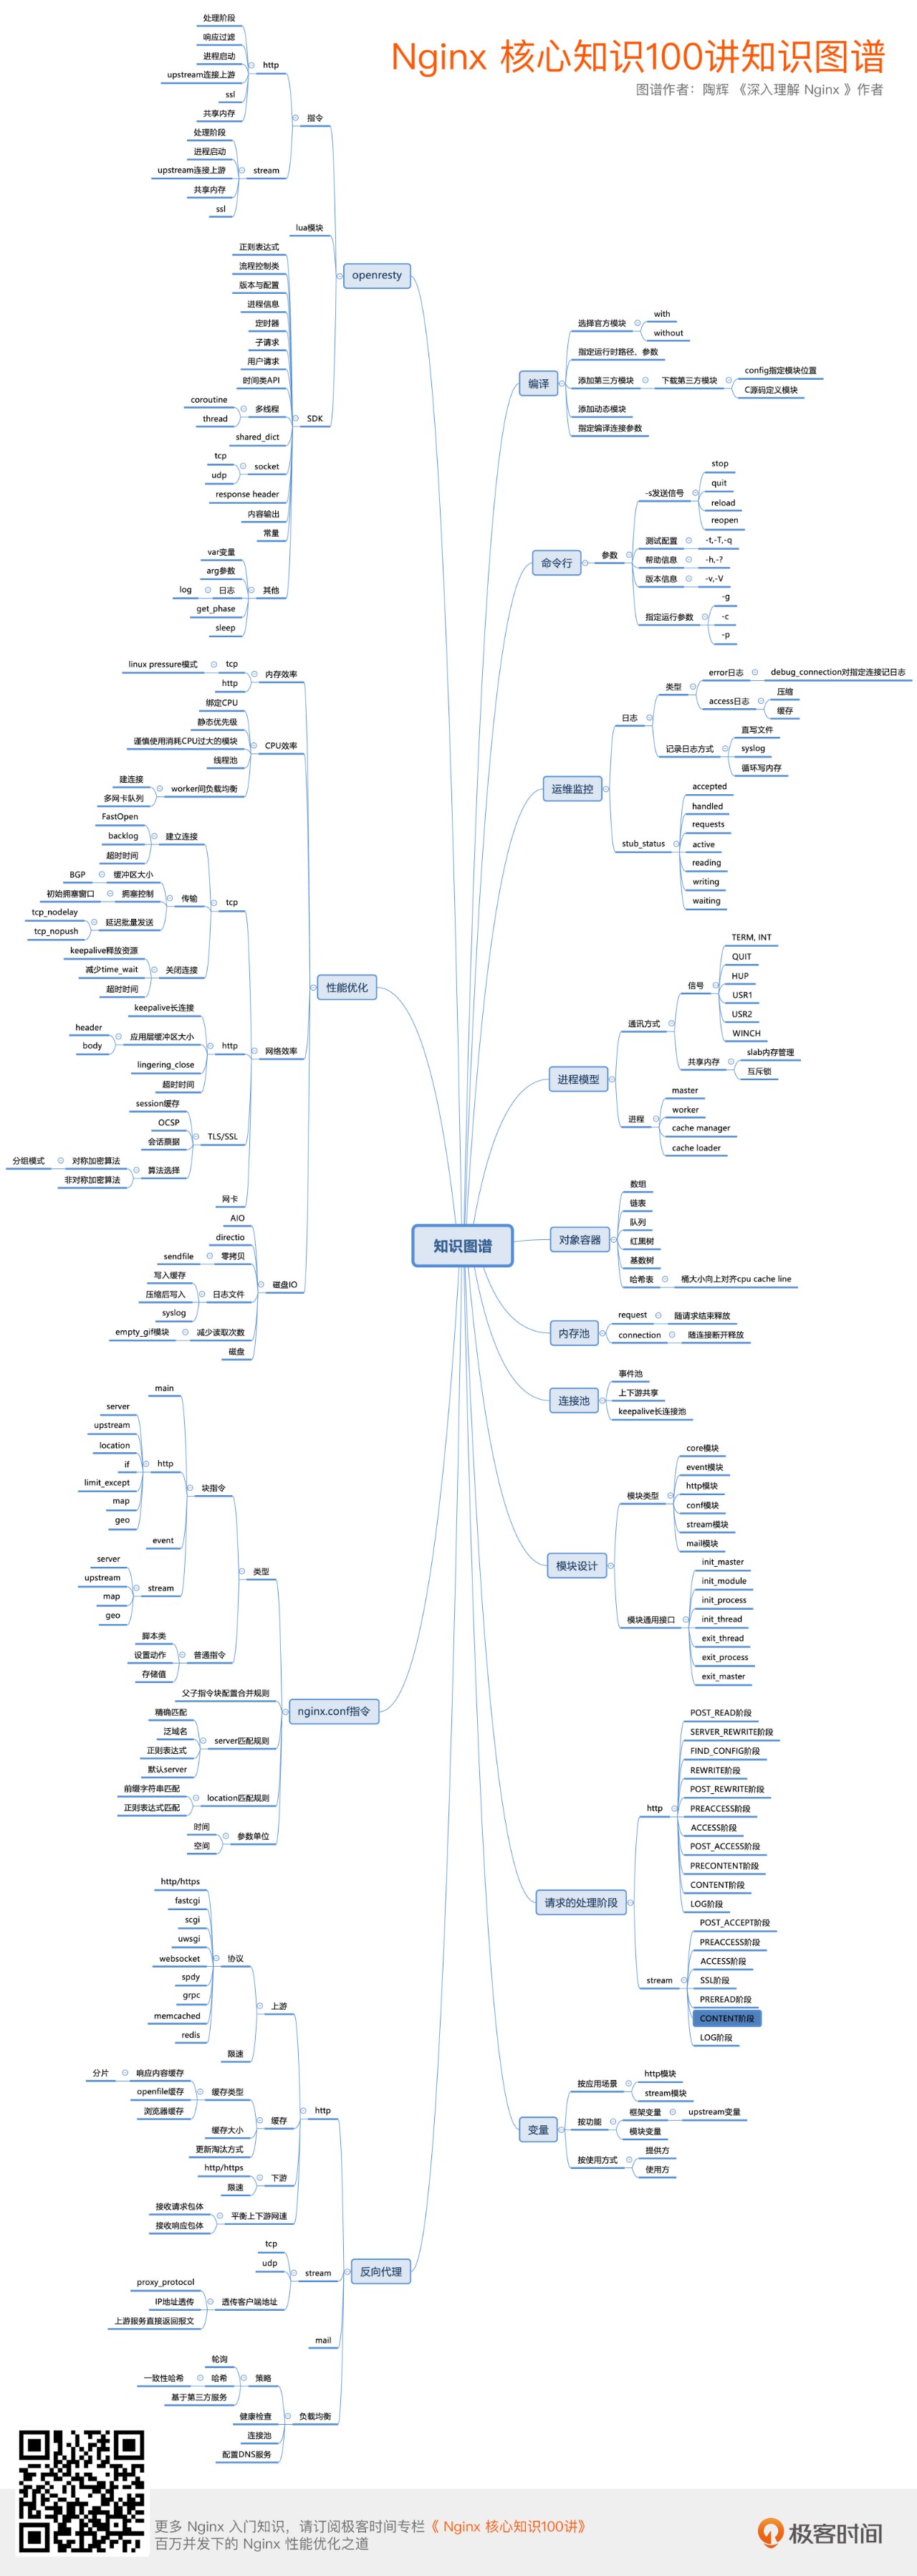 Nginx 核心知识100讲知识图谱
图谱作者：陶辉 《深入理解 Nginx 》作者
知识图谱
openresty
指令
http
处理阶段
响应过滤
进程启动
upstream连接上游
ssl
共享内存
stream
处理阶段
进程启动
upstream连接上游
共享内存
ssl
lua模块
SDK
正则表达式
流程控制类
版本与配置
进程信息
定时器
子请求
用户请求
时间类API
多线程
coroutine
thread
shared_dict
socket
tcp
udp
response header
内容输出
常量
其他
var变量
arg参数
日志
log
get_phase
sleep
性能优化
内存效率
tcp
linux pressure模式
http
CPU效率
绑定CPU
静态优先级
谨慎使用消耗CPU过大的模块
线程池
worker间负载均衡
建连接
多网卡队列
网络效率
tcp
建立连接
FastOpen
backlog
超时时间
传输
缓冲区大小
BGP
拥塞控制
初始拥塞窗口
延迟批量发送
tcp_nodelay
tcp_nopush
关闭连接
keepalive释放资源
减少time_wait
超时时间
http
keepalive长连接
应用层缓冲区大小
header
body
lingering_close
超时时间
TLS/SSL
session缓存
OCSP
会话票据
算法选择
对称加密算法
分组模式
非对称加密算法
网卡
磁盘IO
AIO
directio
零拷贝
sendfile
日志文件
写入缓存
压缩后写入
syslog
减少读取次数
empty_gif模块
磁盘
nginx.conf指令
类型
块指令
main
http
server
upstream
location
if
limit_except
map
geo
event
stream
server
upstream
map
geo
普通指令
脚本类
设置动作
存储值
父子指令块配置合并规则
server匹配规则
精确匹配
泛域名
正则表达式
默认server
location匹配规则
前缀字符串匹配
正则表达式匹配
参数单位
时间
空间
反向代理
http
上游
协议
http/https
fastcgi
scgi
uwsgi
websocket
spdy
grpc
memcached
redis
限速
缓存
缓存类型
响应内容缓存
分片
openfile缓存
浏览器缓存
缓存大小
更新淘汰方式
下游
http/https
限速
平衡上下游网速
接收请求包体
接收响应包体
stream
tcp
udp
透传客户端地址
proxy_protocol
IP地址透传
上游服务直接返回报文
mail
负载均衡
策略
轮询
哈希
一致性哈希
基于第三方服务
健康检查
连接池
配置DNS服务
编译
选择官方模块
with
without
指定运行时路径、参数
添加第三方模块
下载第三方模块
config指定模块位置
C源码定义模块
添加动态模块
指定编译连接参数
命令行
参数
-s发送信号
stop
quit
reload
reopen
测试配置
-t,-T,-q
帮助信息
-h,-?
版本信息
-v,-V
指定运行参数
-g
-c
-p
运维监控
日志
类型
error日志
debug_connection对指定连接记日志
access日志
压缩
缓存
记录日志方式
直写文件
syslog
循环写内存
stub_status
accepted
handled
requests
active
reading
writing
waiting
进程模型
通讯方式
信号
TERM, INT
QUIT
HUP
USR1
USR2
WINCH
共享内存
slab内存管理
互斥锁
进程
master
worker
cache manager
cache loader
对象容器
数组
链表
队列
红黑树
基数树
哈希表
桶大小向上对齐cpu cache line
内存池
request
随请求结束释放
connection
随连接断开释放
连接池
事件池
上下游共享
keepalive长连接池
模块设计
模块类型
core模块
event模块
http模块
conf模块
stream模块
mail模块
模块通用接口
init_master
init_module
init_process
init_thread
exit_thread
exit_process
exit_master
请求的处理阶段
http
POST_READ阶段
SERVER_REWRITE阶段
FIND_CONFIG阶段
REWRITE阶段
POST_REWRITE阶段
PREACCESS阶段
ACCESS阶段
POST_ACCESS阶段
PRECONTENT阶段
CONTENT阶段
LOG阶段
stream
POST_ACCEPT阶段
PREACCESS阶段
ACCESS阶段
SSL阶段
PREREAD阶段
CONTENT阶段
LOG阶段
变量
按应用场景
http模块
stream模块
按功能
框架变量
upstream变量
模块变量
按使用方式
提供方
使用方
更多 Nginx 入门知识，请订阅极客时间专栏《 Nginx 核心知识100讲》
百万并发下的 Nginx 性能优化之道
极客时间